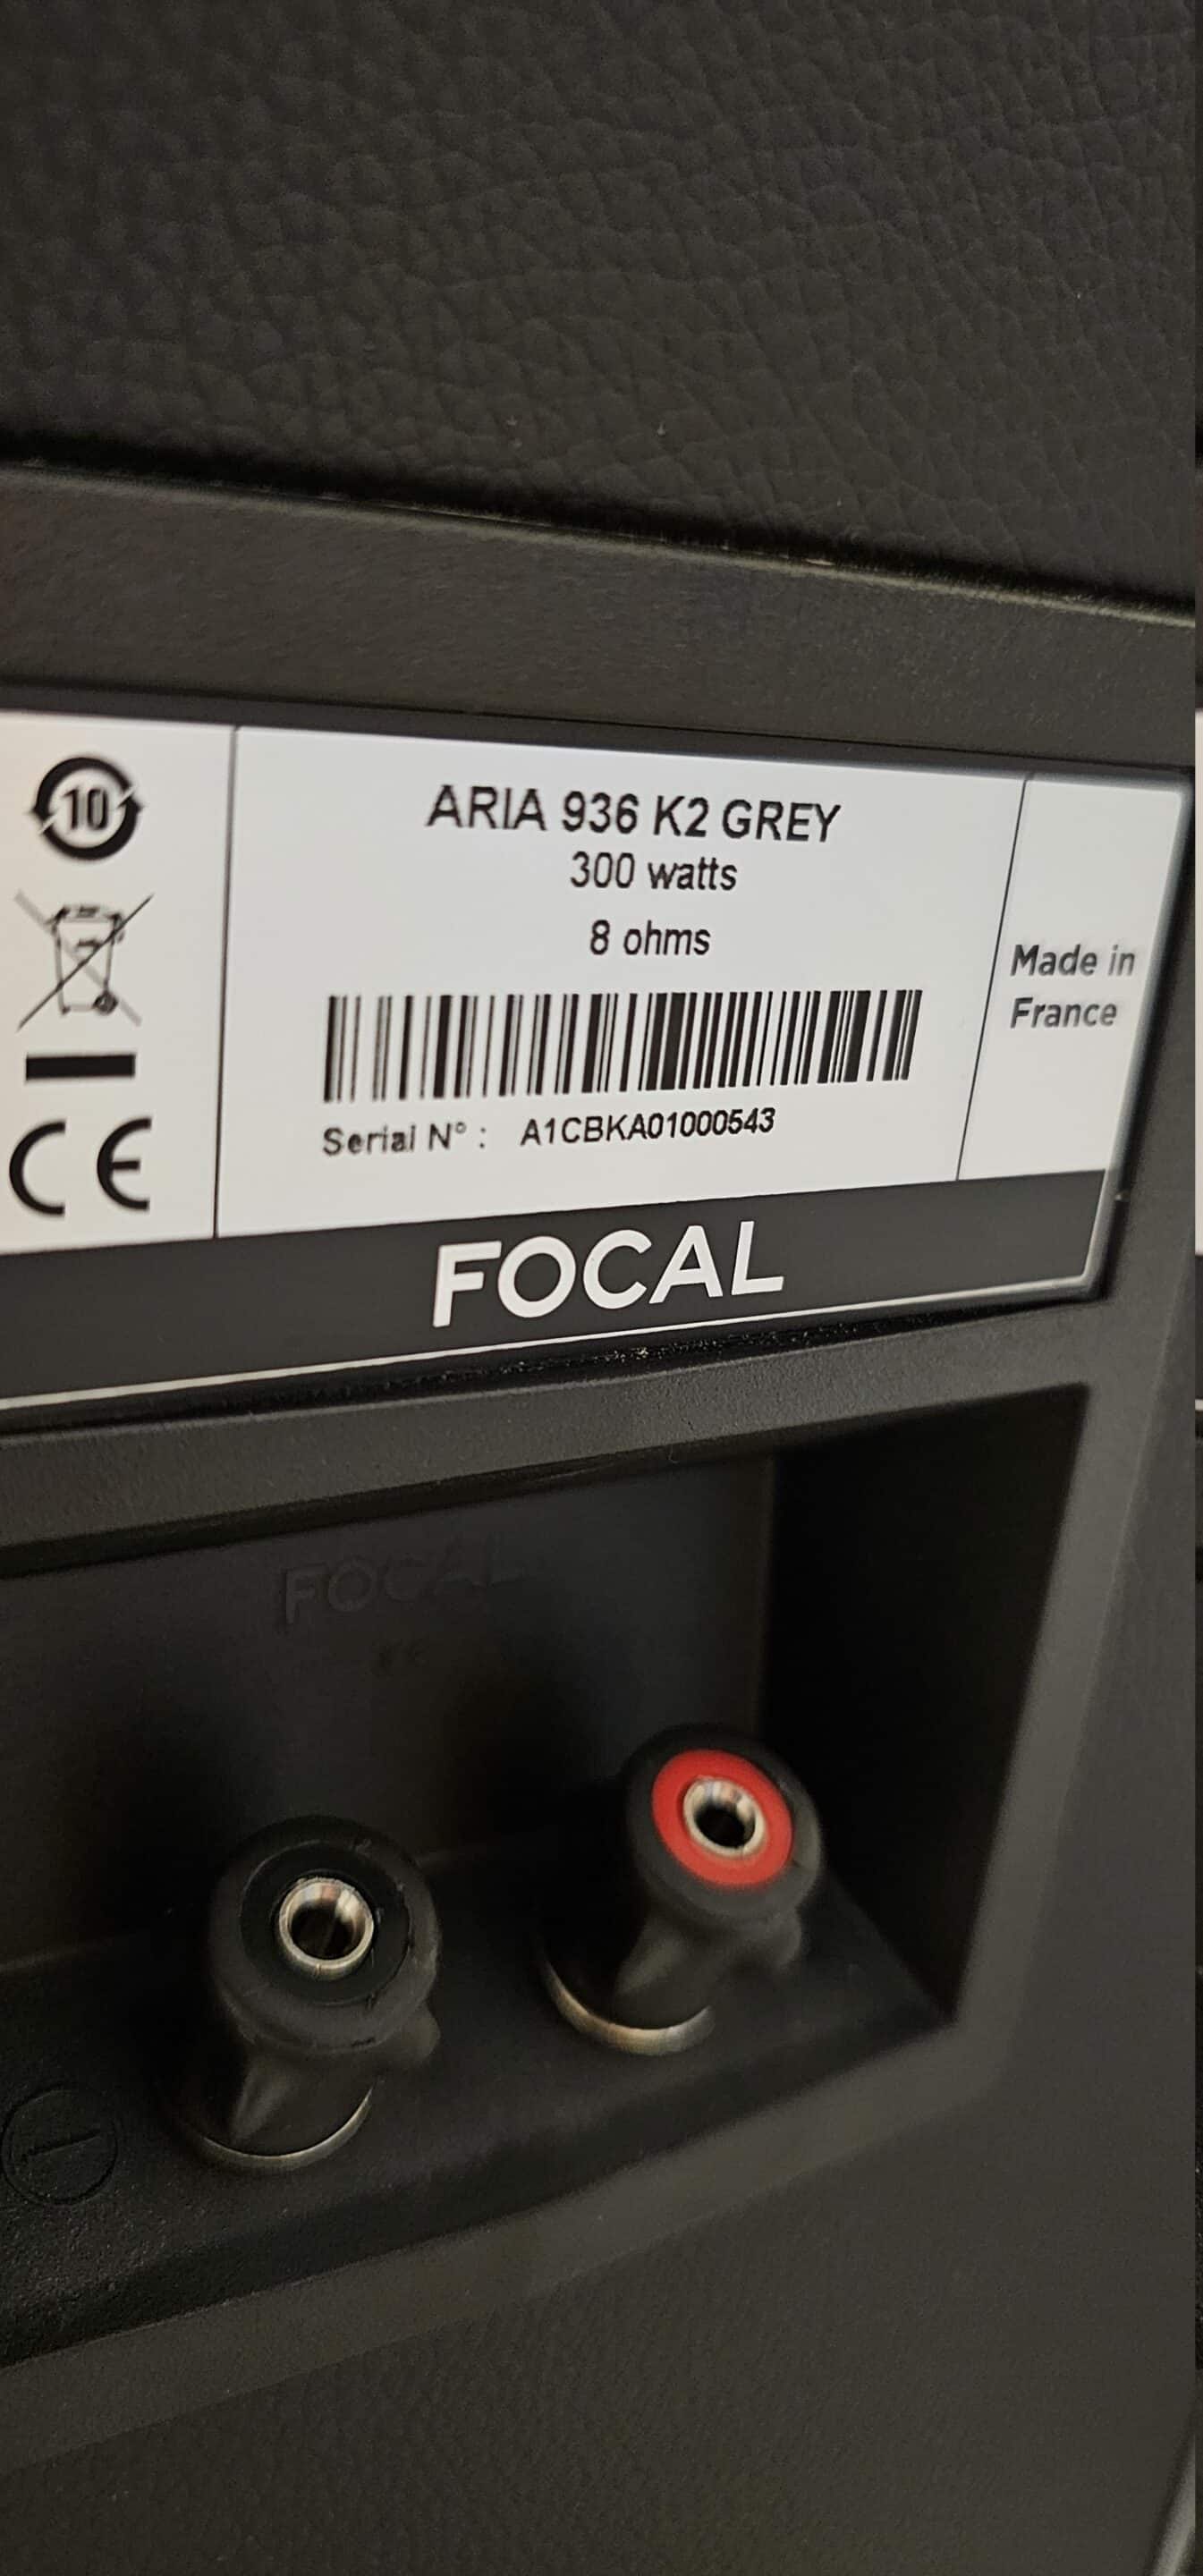 10
ARIA 936 K2 GREY
300 watts
8 ohms
Made in
France
CE
Serial N° : A1CBKA01000543
FOCAL
FOCAL